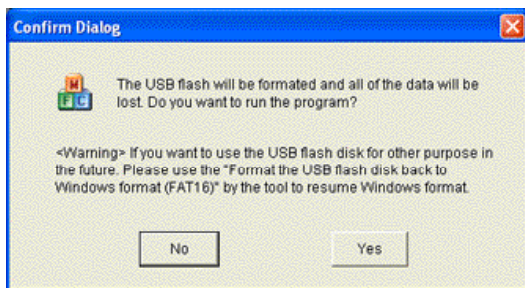 Confirm Dialog
The USB flash will be formated and all of the data will be
lost. Do you want to run the program?
<Warning> If you want to use the USB flash disk for other purpose in
the future. Please use the "Format the USB flash disk back to
Windows format (FAT16)" by the tool to resume Windows format.
No
Yes